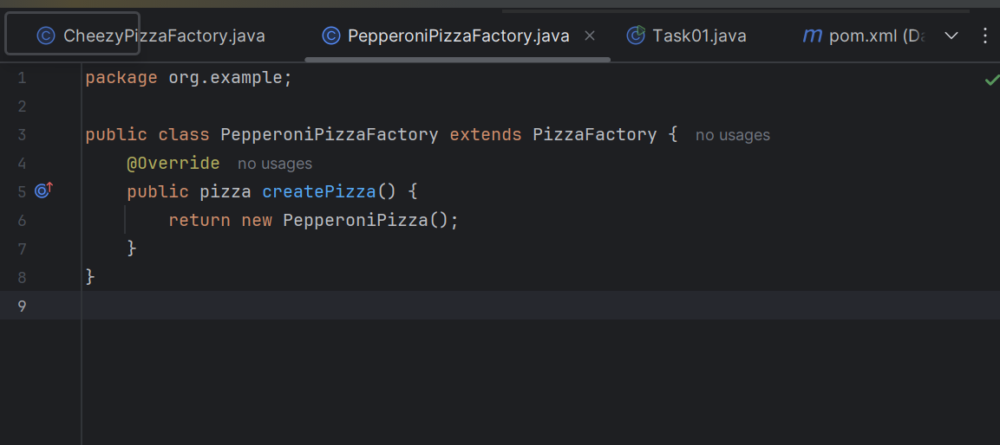 CheezyPizzaFactory.java PepperoniPizzaFactory.java Task01.java pom.xml (Da
1 package org.example;
2
3 public class PepperoniPizzaFactory extends PizzaFactory { no usages
4 @Override no usages
5 public pizza createPizza() {
6 return new PepperoniPizza();
7 }
8 }
9